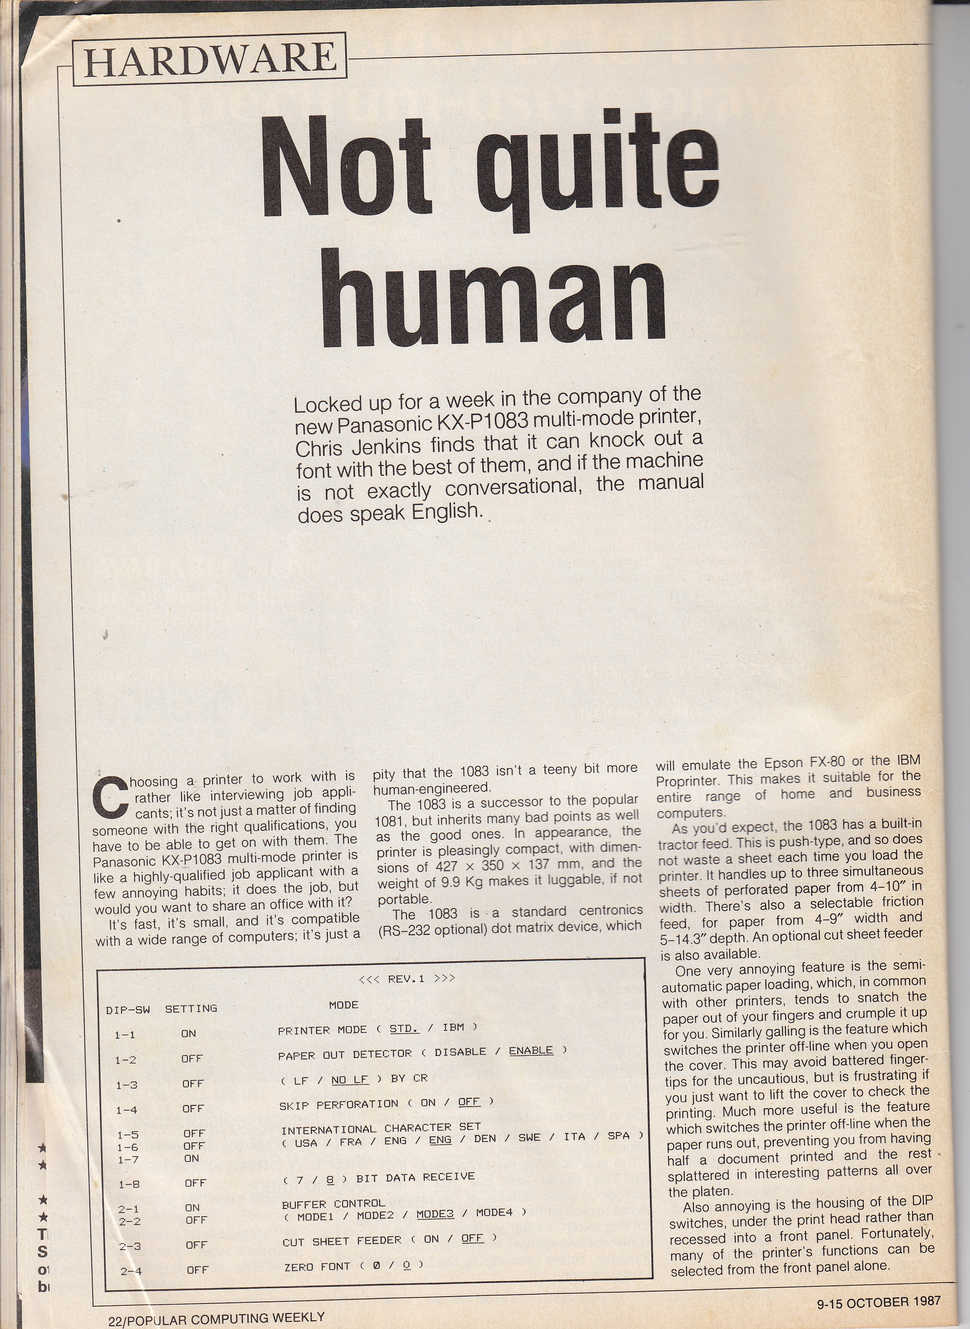 HARDWARE
Not quite
human
Locked up for a week in the company of the
new Panasonic KX-P1083 multi-mode printer,
Chris Jenkins finds that it can knock out a
font with the best of them, and if the machine
is not exactly conversational, the manual
does speak English.
Choosing a printer to work with is
rather like interviewing job appli-
cants; it's not just a matter of finding
someone with the right qualifications, you
have to be able to get on with them. The
Panasonic KX-P1083 multi-mode printer is
like a highly-qualified job applicant with a
few annoying habits; it does the job, but
would you want to share an office with it?
It's fast, it's small, and it's compatible
with a wide range of computers; it's just a
pity that the 1083 isn't a teeny bit more
human-engineered.
The 1083 is a successor to the popular
1081, but inherits many bad points as well
as the good ones. In appearance, the
printer is pleasingly compact, with dimen-
sions of 427 × 350 × 137 mm, and the
weight of 9.9 Kg makes it luggable, if not
portable.
The 1083 is a standard centronics
(RS-232 optional) dot matrix device, which
will emulate the Epson FX-80 or the IBM
Proprinter. This makes it suitable for the
entire range of home and business
computers.
As you'd expect, the 1083 has a built-in
tractor feed. This is push-type, and so does
not waste a sheet each time you load the
printer. It handles up to three simultaneous
sheets of perforated paper from 4–10″ in
width. There's also a selectable friction
feed, for paper from 4–9″ width and
5–14.3″ depth. An optional cut sheet feeder
is also available.
One very annoying feature is the semi-
automatic paper loading, which, in common
with other printers, tends to snatch the
paper out of your fingers and crumple it up
for you. Similarly galling is the feature which
switches the printer off-line when you open
the cover. This may avoid battered finger-
tips for the uncautious, but is frustrating if
you just want to lift the cover to check the
printing. Much more useful is the feature
which switches the printer off-line when the
paper runs out, preventing you from having
half a document printed and the rest
splattered in interesting patterns all over
the platen.
Also annoying is the housing of the DIP
switches, under the print head rather than
recessed into a front panel. Fortunately,
many of the printer's functions can be
selected from the front panel alone.
<<< REV.1 >>>
DIP-SW SETTING MODE
1-1 ON PRINTER MODE ( STD. / IBM )
1-2 OFF PAPER OUT DETECTOR ( DISABLE / ENABLE )
1-3 OFF ( LF / NO LF ) BY CR
1-4 OFF SKIP PERFORATION ( ON / OFF )
1-5 OFF INTERNATIONAL CHARACTER SET
1-6 OFF ( USA / FRA / ENG / ENG / DEN / SWE / ITA / SPA )
1-7 ON
1-8 OFF ( 7 / 8 ) BIT DATA RECEIVE
2-1 ON BUFFER CONTROL
2-2 OFF ( MODE1 / MODE2 / MODE3 / MODE4 )
2-3 OFF CUT SHEET FEEDER ( ON / OFF )
2-4 OFF ZERO FONT ( Ø / 0 )
22/POPULAR COMPUTING WEEKLY
9-15 OCTOBER 1987